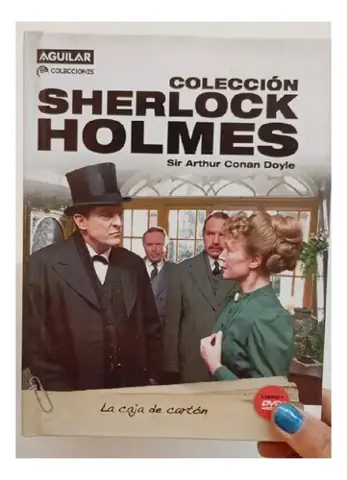 AGUILAR
COLECCIONES
COLECCIÓN
SHERLOCK
HOLMES
Sir Arthur Conan Doyle
La caja de cartón
DVD